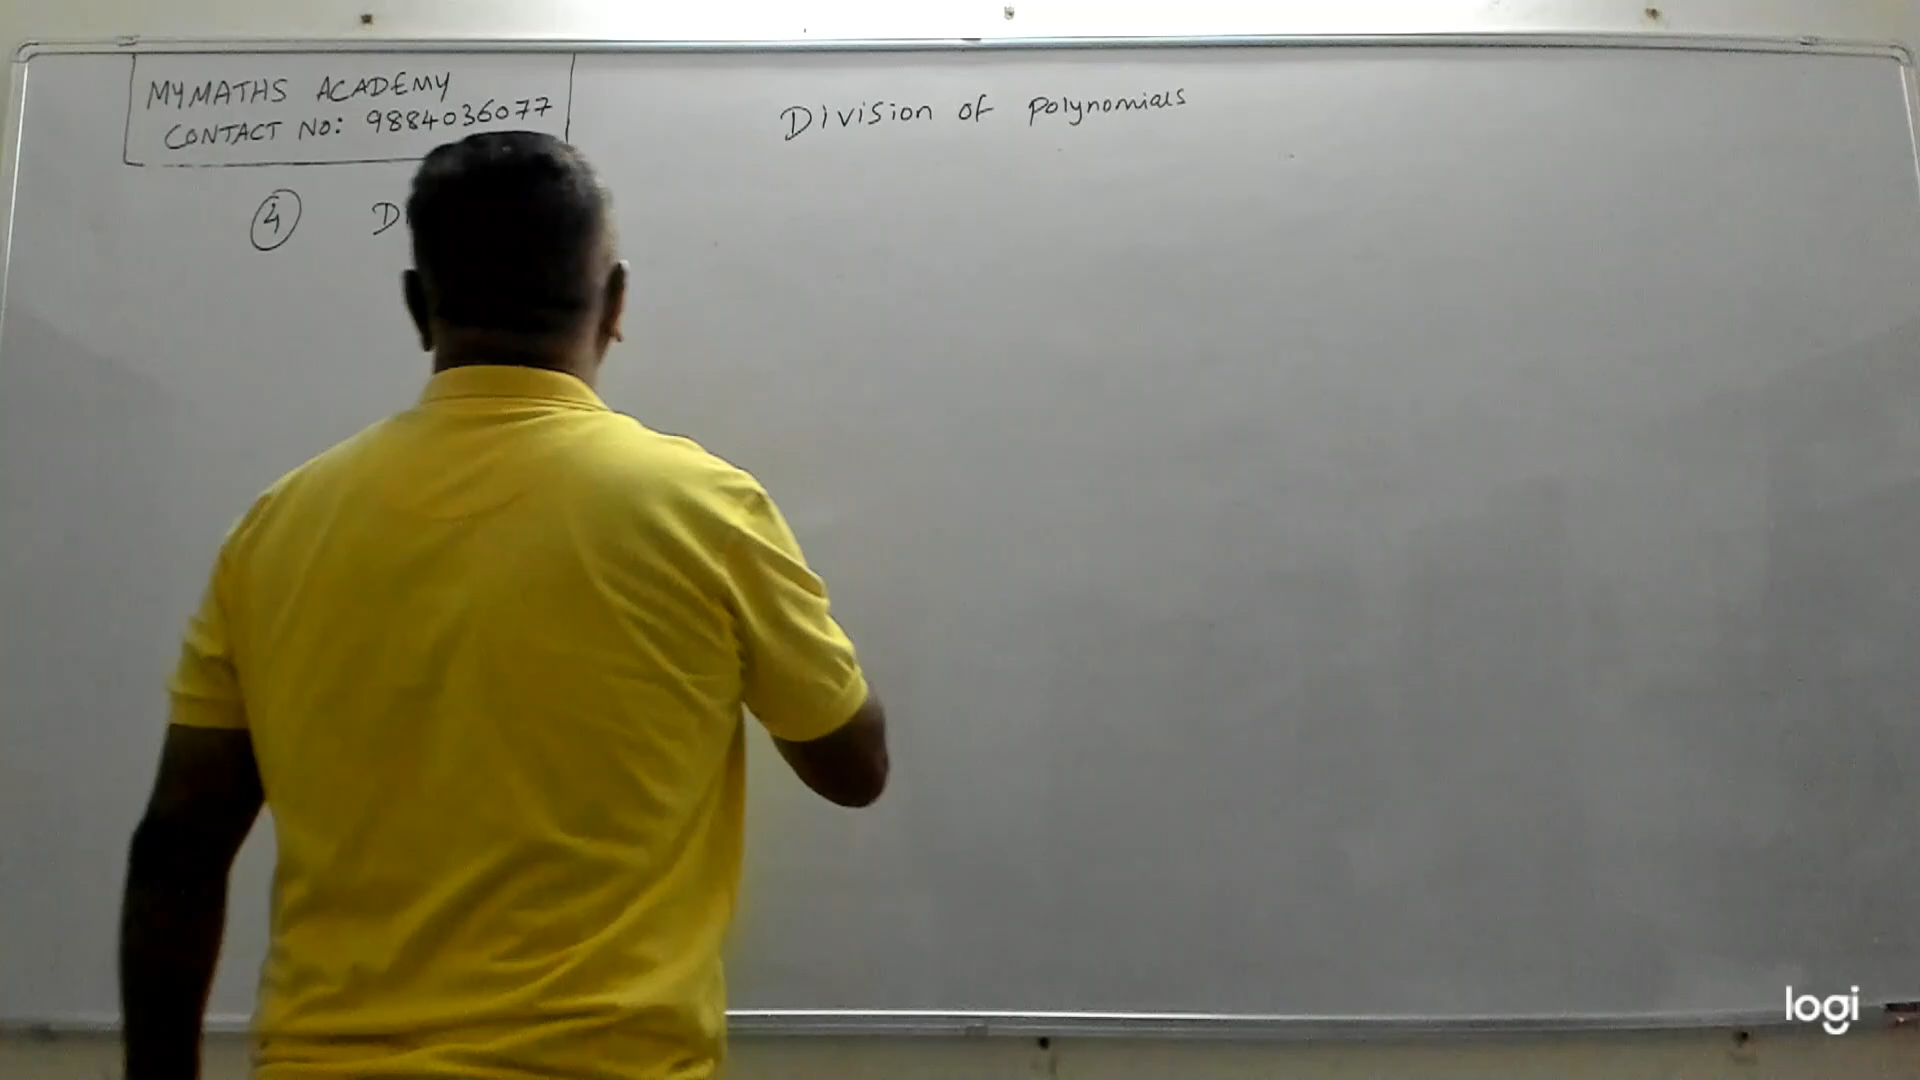 MYMATHS ACADEMY
CONTACT NO: 9884036077
Division of Polynomials
4
logi